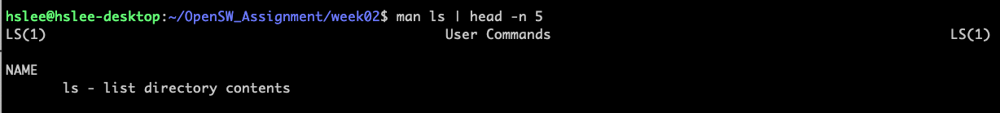 hslee@hslee-desktop:~/OpenSW_Assignment/week02$ man ls | head -n 5
LS(1) User Commands LS(1)
NAME
ls - list directory contents